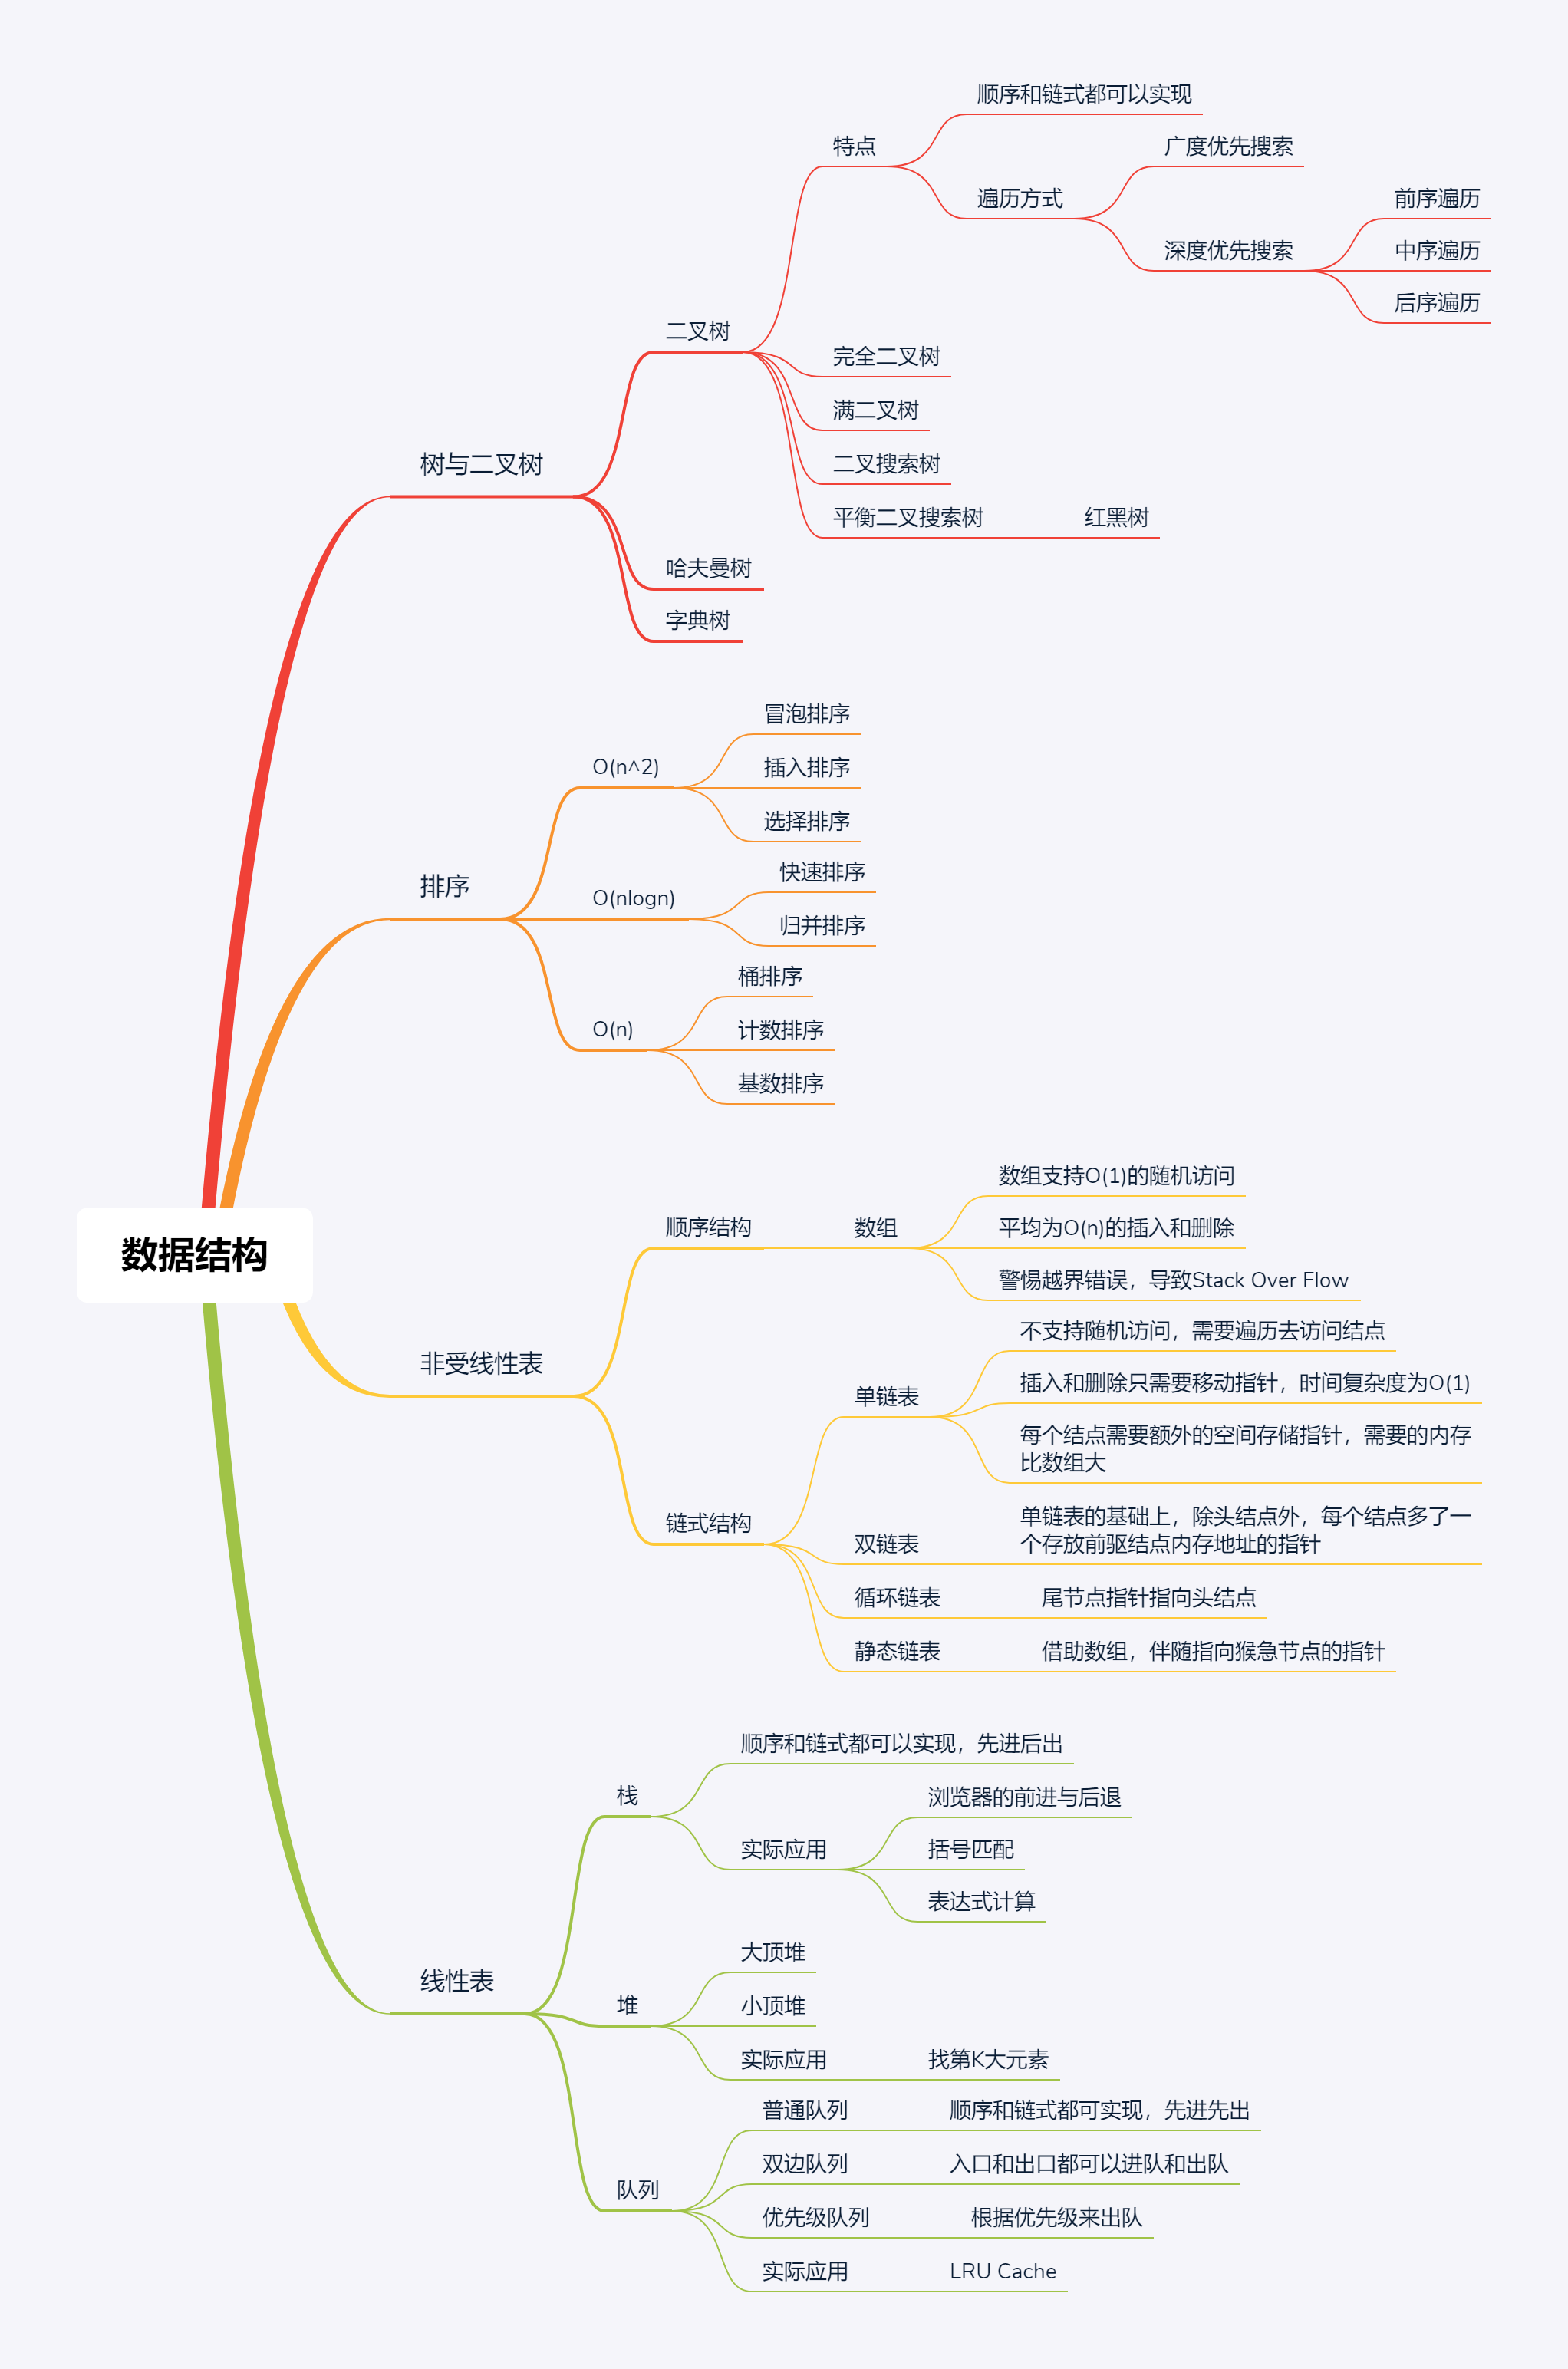 数据结构
树与二叉树
二叉树
特点
顺序和链式都可以实现
遍历方式
广度优先搜索
深度优先搜索
前序遍历
中序遍历
后序遍历
完全二叉树
满二叉树
二叉搜索树
平衡二叉搜索树
红黑树
哈夫曼树
字典树
排序
O(n^2)
冒泡排序
插入排序
选择排序
O(nlogn)
快速排序
归并排序
O(n)
桶排序
计数排序
基数排序
非受线性表
顺序结构
数组
数组支持O(1)的随机访问
平均为O(n)的插入和删除
警惕越界错误，导致Stack Over Flow
链式结构
单链表
不支持随机访问，需要遍历去访问结点
插入和删除只需要移动指针，时间复杂度为O(1)
每个结点需要额外的空间存储指针，需要的内存
比数组大
双链表
单链表的基础上，除头结点外，每个结点多了一
个存放前驱结点内存地址的指针
循环链表
尾节点指针指向头结点
静态链表
借助数组，伴随指向猴急节点的指针
线性表
栈
顺序和链式都可以实现，先进后出
实际应用
浏览器的前进与后退
括号匹配
表达式计算
堆
大顶堆
小顶堆
实际应用
找第K大元素
队列
普通队列
顺序和链式都可实现，先进先出
双边队列
入口和出口都可以进队和出队
优先级队列
根据优先级来出队
实际应用
LRU Cache